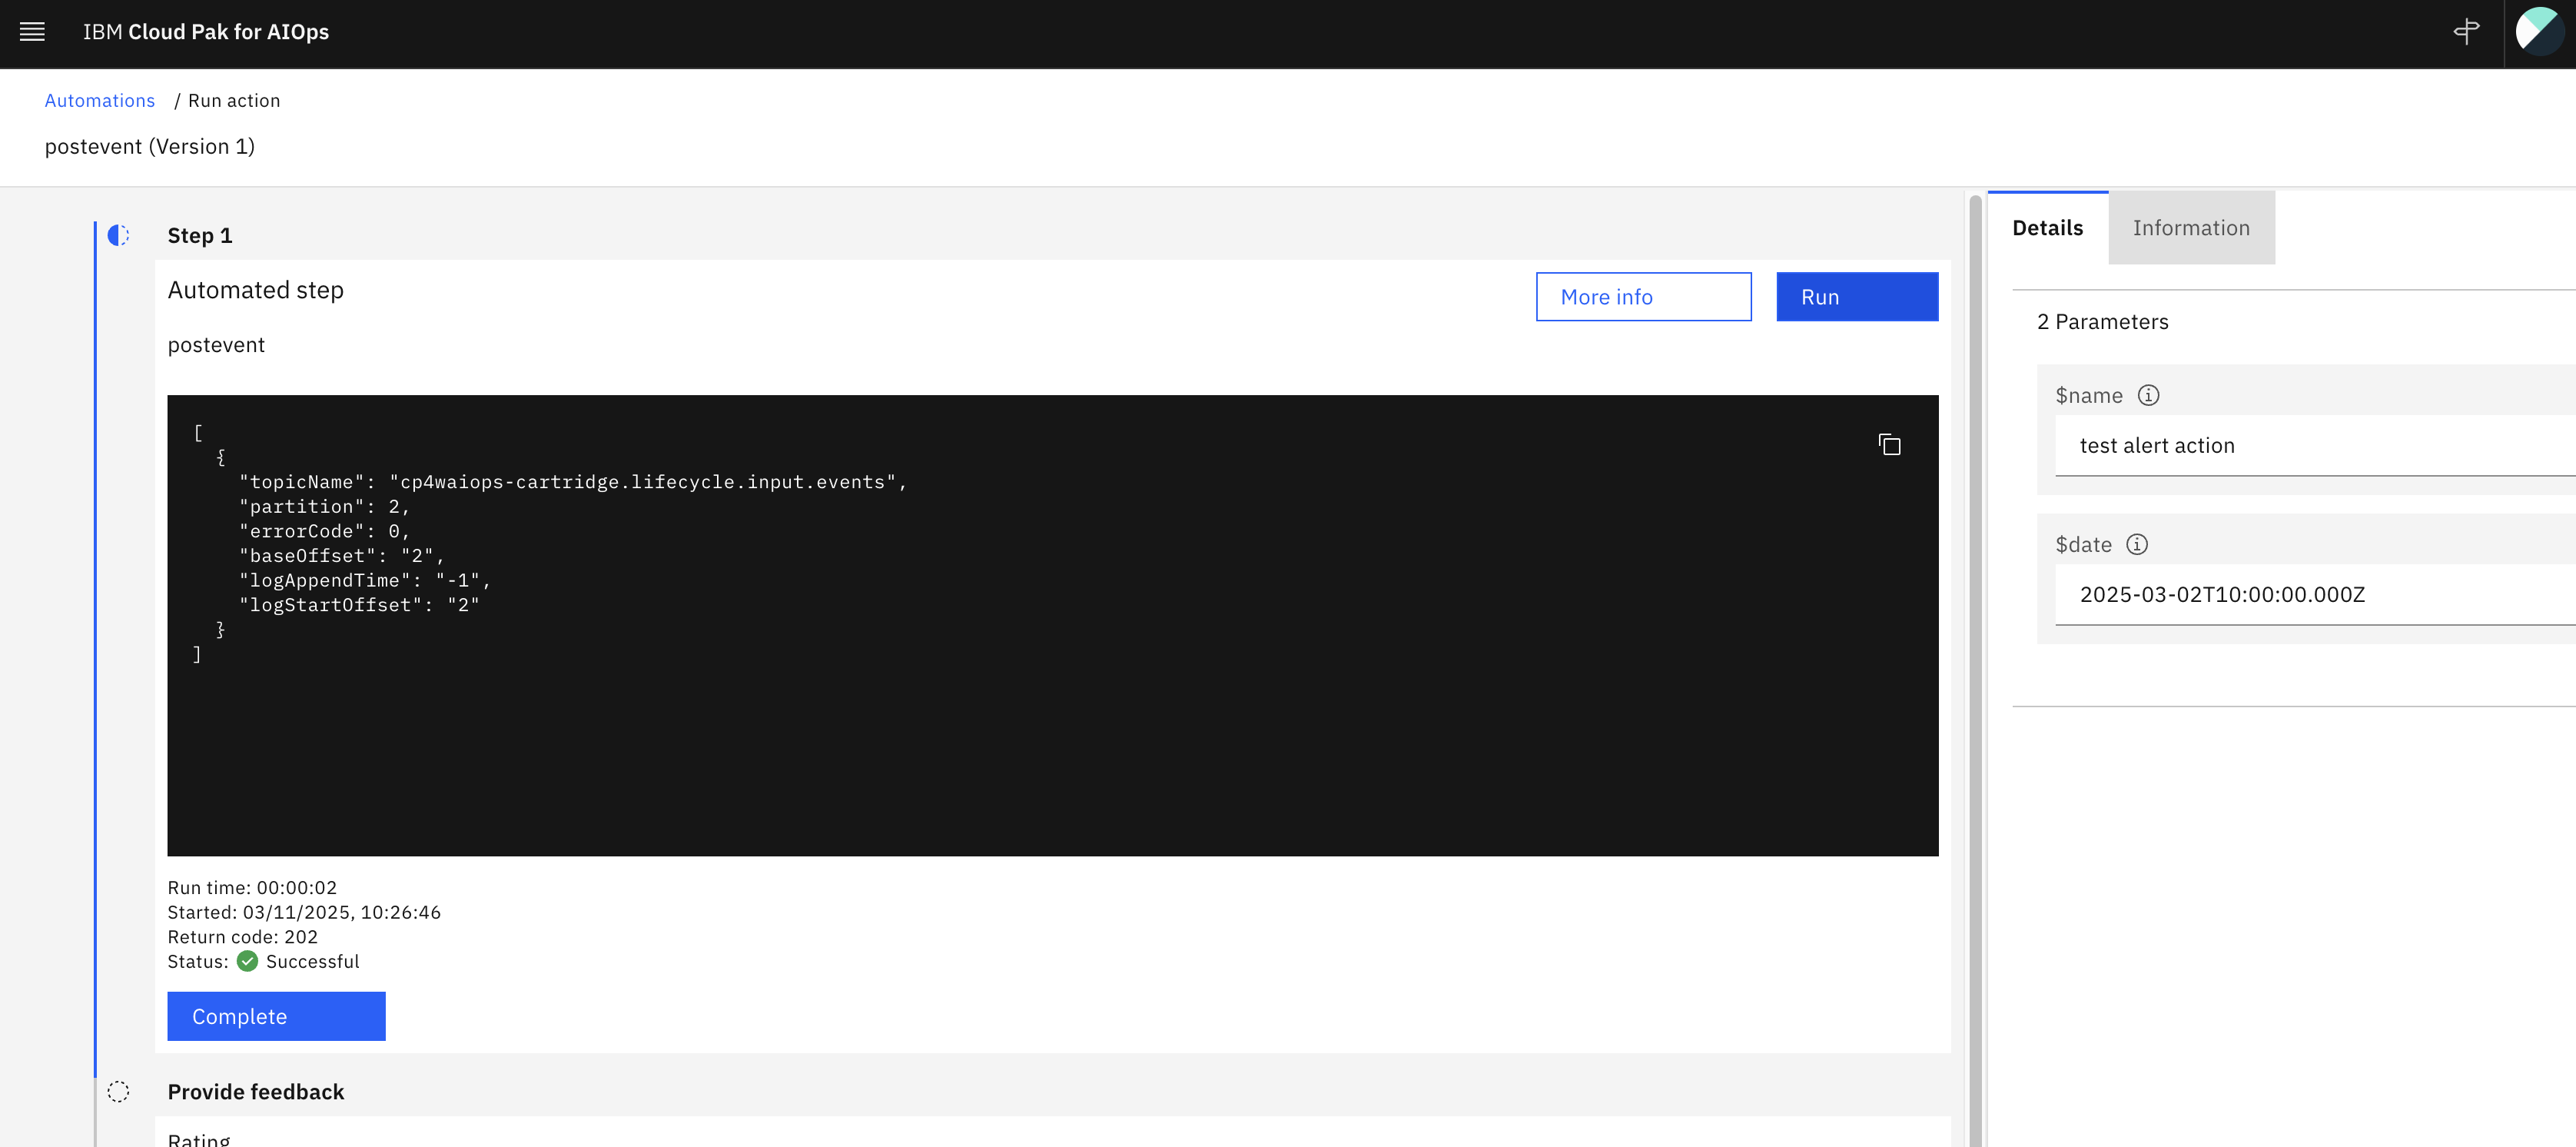 IBM Cloud Pak for AIOps
Automations / Run action
postevent (Version 1)
Step 1
Automated step
More info
Run
postevent
[
  {
    "topicName": "cp4waiops-cartridge.lifecycle.input.events",
    "partition": 2,
    "errorCode": 0,
    "baseOffset": "2",
    "logAppendTime": "-1",
    "logStartOffset": "2"
  }
]
Run time: 00:00:02
Started: 03/11/2025, 10:26:46
Return code: 202
Status: Successful
Complete
Provide feedback
Rating
Details
Information
2 Parameters
$name
test alert action
$date
2025-03-02T10:00:00.000Z